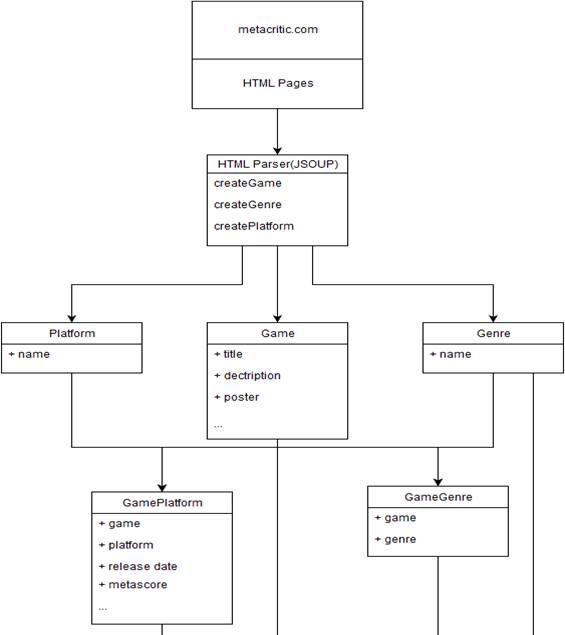 metacritic.com
HTML Pages
HTML Parser(JSOUP)
createGame
createGenre
createPlatform
Platform
+ name
Game
+ title
+ dectription
+ poster
...
Genre
+ name
GamePlatform
+ game
+ platform
+ release date
+ metascore
...
GameGenre
+ game
+ genre